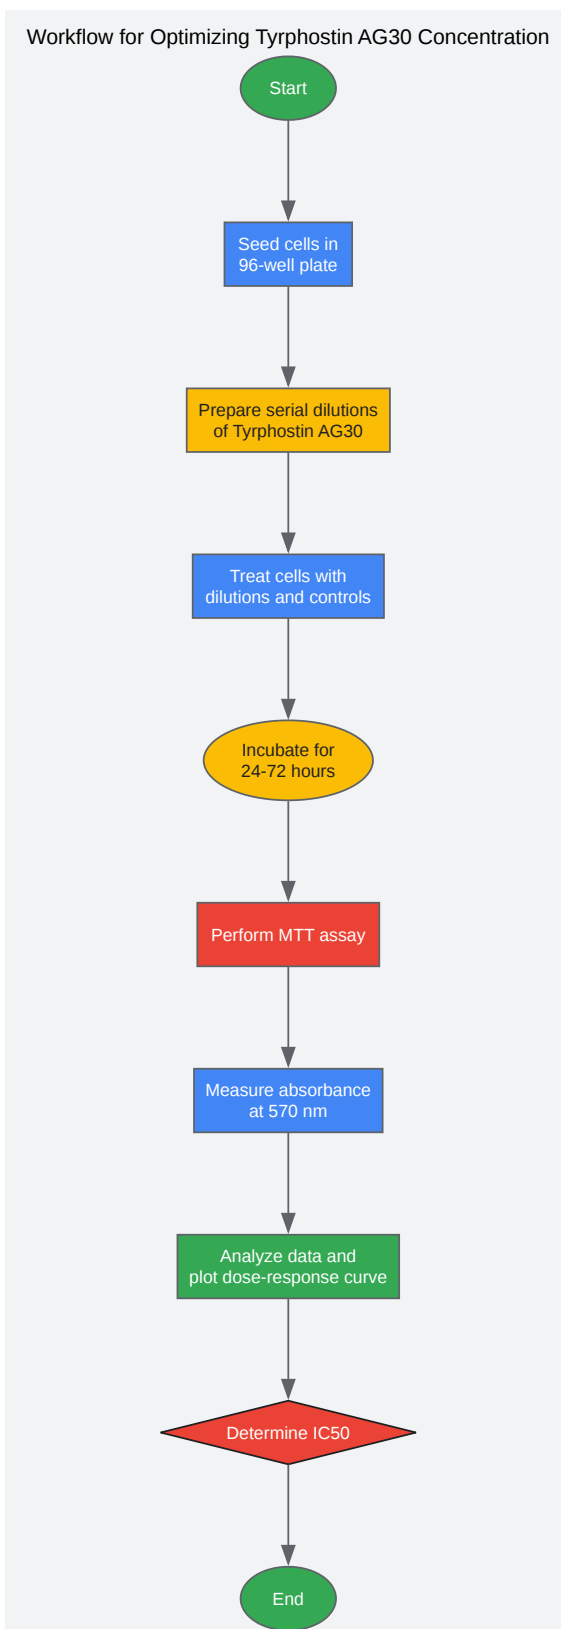 Workflow for Optimizing Tyrphostin AG30 Concentration
Start
Seed cells in
96-well plate
Prepare serial dilutions
of Tyrphostin AG30
Treat cells with
dilutions and controls
Incubate for
24-72 hours
Perform MTT assay
Measure absorbance
at 570 nm
Analyze data and
plot dose-response curve
Determine IC50
End